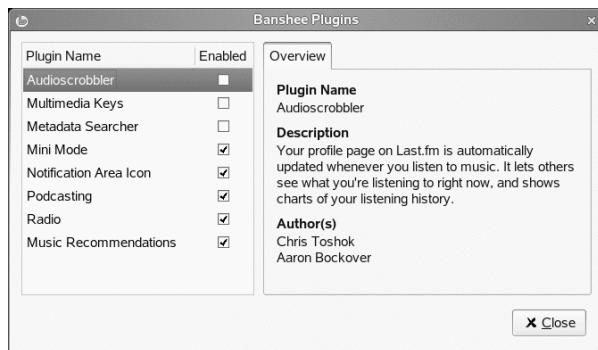 Banshee Plugins
Plugin Name Enabled
Audioscrobbler
Multimedia Keys
Metadata Searcher
Mini Mode
Notification Area Icon
Podcasting
Radio
Music Recommendations
Overview
Plugin Name
Audioscrobbler
Description
Your profile page on Last.fm is automatically
updated whenever you listen to music. It lets others
see what you're listening to right now, and shows
charts of your listening history.
Author(s)
Chris Toshok
Aaron Bockover
Close